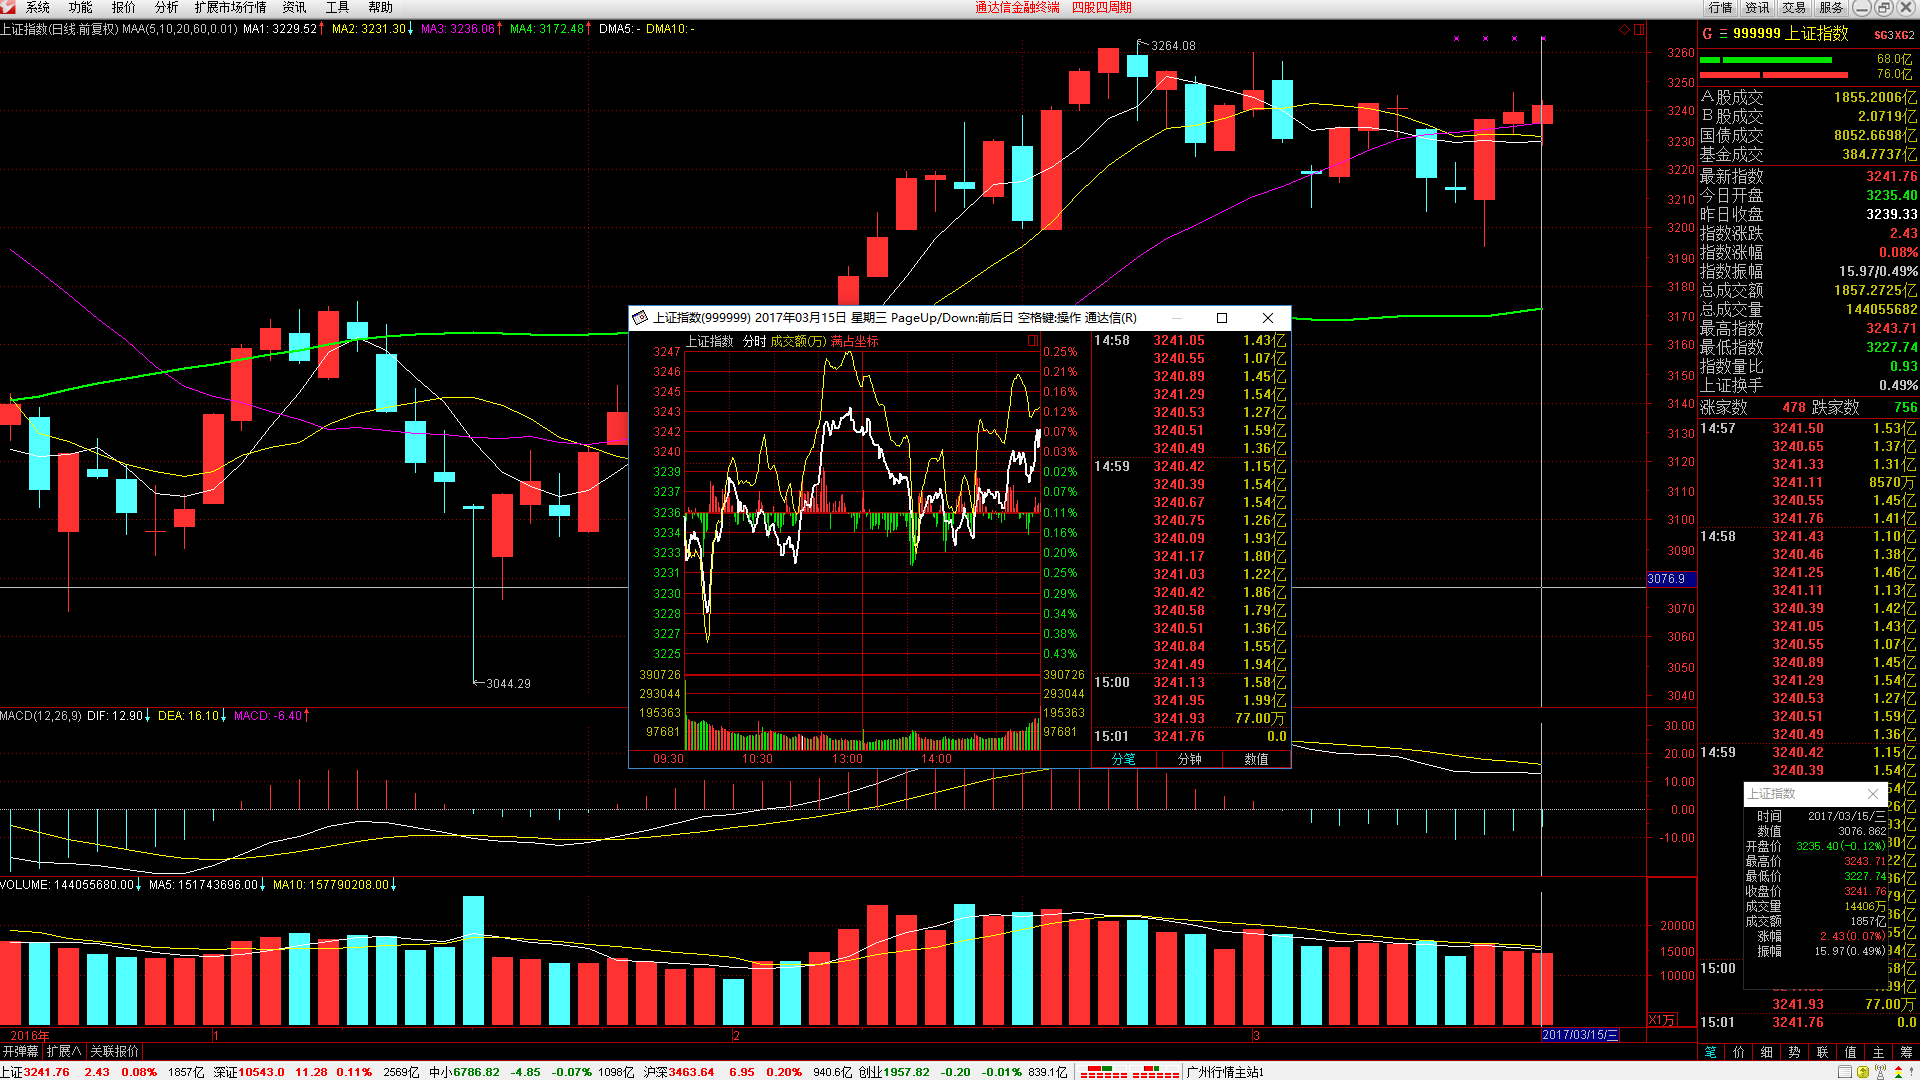 系统 功能 报价 分析 扩展市场行情 资讯 工具 帮助 通达信金融终端 四股四周期 行情 资讯 交易 服务
上证指数(日线.前复权) MAA(5,10,20,60,0.01) MA1: 3229.52↑ MA2: 3231.30↓ MA3: 3236.06↑ MA4: 3172.48↑ DMA5: - DMA10: -
3264.08
3044.29
3260
3250
3240
3230
3220
3210
3200
3190
3180
3170
3160
3150
3140
3130
3120
3110
3100
3090
3076.9
3070
3060
3050
3040
MACD(12,26,9) DIF: 12.90↓ DEA: 16.10↓ MACD: -6.40↑
30.00
20.00
10.00
0.00
-10.00
VOLUME: 144055680.00↓ MA5: 151743696.00↓ MA10: 157790208.00↓
20000
15000
10000
X1万
2016年 1 2 3 2017/03/15/三
开弹幕 扩展∧ 关联报价
上证指数(999999) 2017年03月15日 星期三 PageUp/Down:前后日 空格键:操作 通达信(R)
上证指数 分时 成交额(万) 满占坐标
3247 0.25%
3246 0.21%
3245 0.16%
3243 0.12%
3242 0.07%
3240 0.03%
3239 0.02%
3237 0.07%
3236 0.11%
3234 0.16%
3233 0.20%
3231 0.25%
3230 0.29%
3228 0.34%
3227 0.38%
3225 0.43%
390726 390726
293044 293044
195363 195363
97681 97681
09:30 10:30 13:00 14:00
14:58 3241.05 1.43亿
3240.55 1.07亿
3240.89 1.45亿
3241.29 1.54亿
3240.53 1.27亿
3240.51 1.59亿
3240.49 1.36亿
14:59 3240.42 1.15亿
3240.39 1.54亿
3240.67 1.54亿
3240.75 1.26亿
3240.09 1.93亿
3241.17 1.80亿
3241.03 1.22亿
3240.42 1.86亿
3240.58 1.79亿
3240.51 1.36亿
3240.84 1.55亿
3241.49 1.94亿
15:00 3241.13 1.58亿
3241.95 1.99亿
3241.93 77.00万
15:01 3241.76 0.0
分笔 分钟 数值
G 三 999999 上证指数 SG3XG2
68.0亿
76.0亿
A股成交 1855.2006亿
B股成交 2.0719亿
国债成交 8052.6698亿
基金成交 384.7737亿
最新指数 3241.76
今日开盘 3235.40
昨日收盘 3239.33
指数涨跌 2.43
指数涨幅 0.08%
指数振幅 15.97/0.49%
总成交额 1857.2725亿
总成交量 144055682
最高指数 3243.71
最低指数 3227.74
指数量比 0.93
上证换手 0.49%
涨家数 478 跌家数 756
14:57 3241.50 1.53亿
3240.65 1.37亿
3241.33 1.31亿
3241.11 8570万
3240.55 1.45亿
3241.76 1.41亿
14:58 3241.43 1.10亿
3240.46 1.38亿
3241.25 1.46亿
3241.11 1.13亿
3240.39 1.42亿
3241.05 1.43亿
3240.55 1.07亿
3240.89 1.45亿
3241.29 1.54亿
3240.53 1.27亿
3240.51 1.59亿
3240.49 1.36亿
14:59 3240.42 1.15亿
3240.39 1.54亿
上证指数
时间 2017/03/15/三
数值 3076.862
开盘价 3235.40(-0.12%)
最高价 3243.71
最低价 3227.74
收盘价 3241.76
成交量 14406万
成交额 1857亿
涨幅 2.43(0.07%)
振幅 15.97(0.49%)
15:00
3241.93 77.00万
15:01 3241.76 0.0
笔 价 细 势 联 值 主 筹
上证3241.76 2.43 0.08% 1857亿 深证10543.0 11.28 0.11% 2569亿 中小6786.82 -4.85 -0.07% 1098亿 沪深3463.64 6.95 0.20% 940.6亿 创业1957.82 -0.20 -0.01% 839.1亿 广州行情主站1